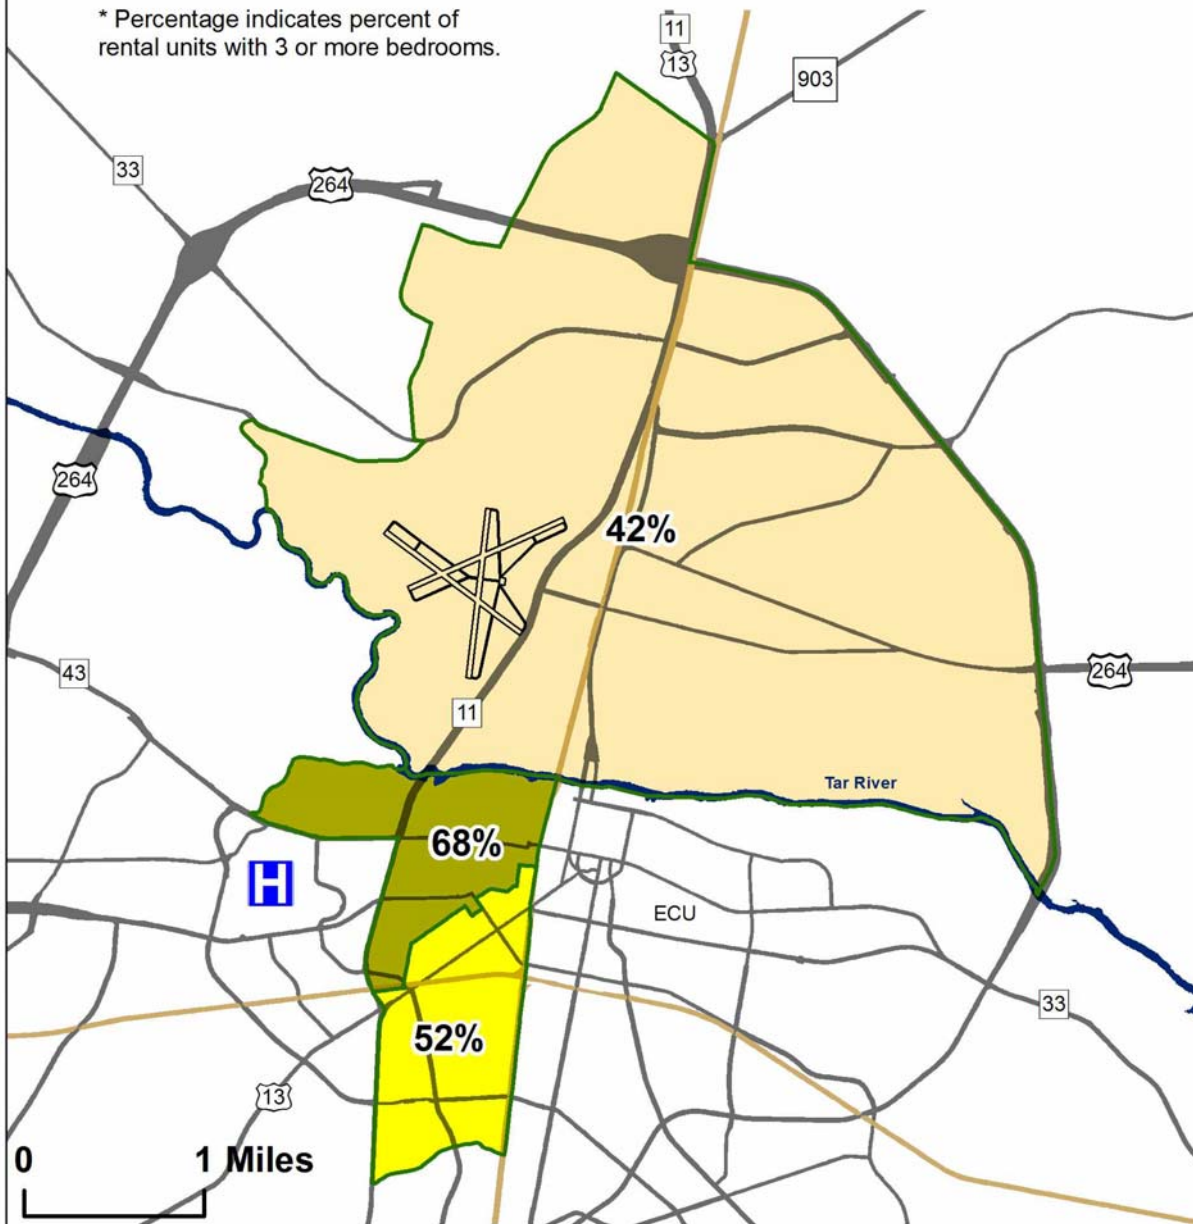 * Percentage indicates percent of
rental units with 3 or more bedrooms.
11
13
903
33
264
264
42%
43
264
11
Tar River
68%
H
ECU
33
52%
13
0 1 Miles